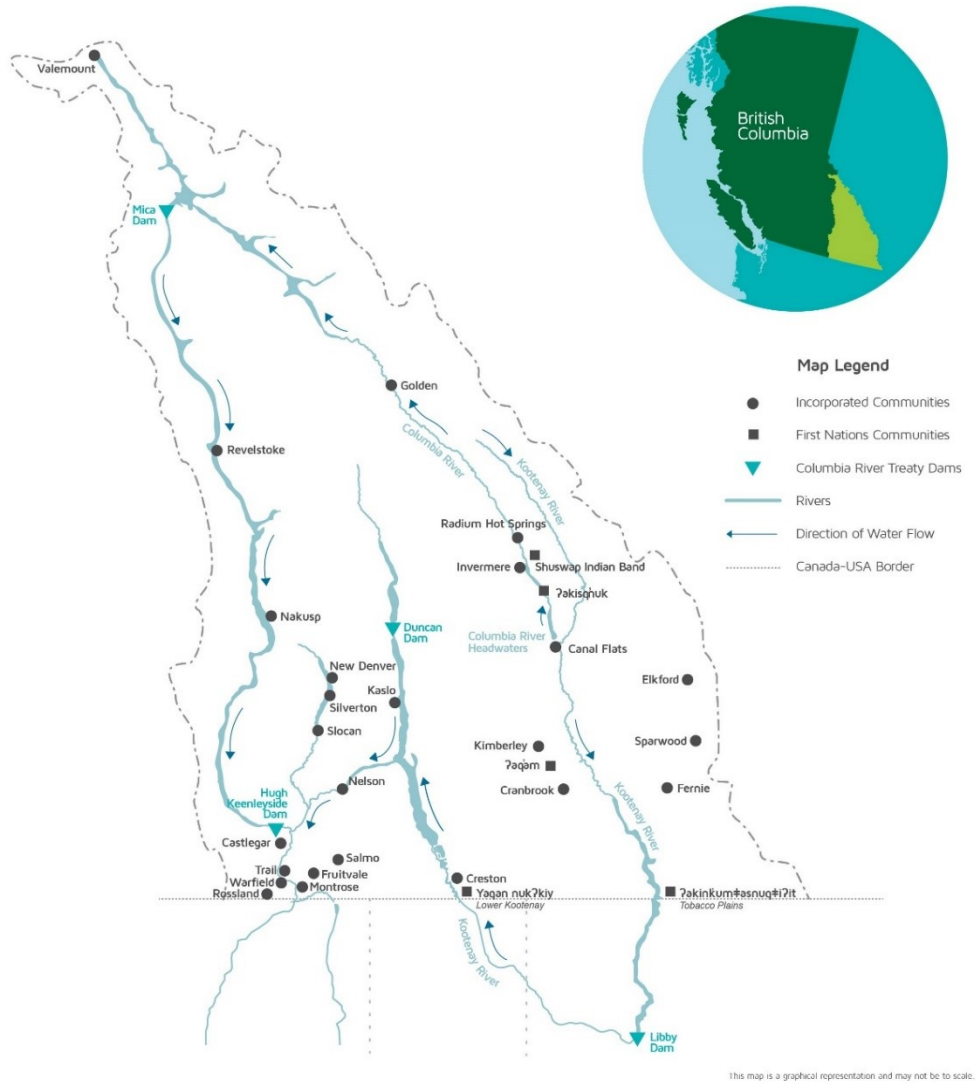 Valemount
British
Columbia
Mica
Dam
Map Legend
Incorporated Communities
First Nations Communities
Columbia River Treaty Dams
Rivers
Direction of Water Flow
Canada-USA Border
Golden
Columbia River
Kootenay River
Revelstoke
Radium Hot Springs
Shuswap Indian Band
Invermere
ʔakisq̓nuk
Nakusp
Duncan
Dam
Columbia River
Headwaters
Canal Flats
New Denver
Silverton
Slocan
Kaslo
Elkford
Sparwood
Kimberley
ʔaq̓am
Cranbrook
Fernie
Nelson
Hugh
Keenleyside
Dam
Kootenay River
Castlegar
Salmo
Trail
Fruitvale
Warfield
Montrose
Rossland
Creston
Yaqan nukʔkiy
Lower Kootenay
ʔakink̓umǂasnuqǂiʔit
Tobacco Plains
Kootenay River
Libby
Dam
This map is a graphical representation and may not be to scale.